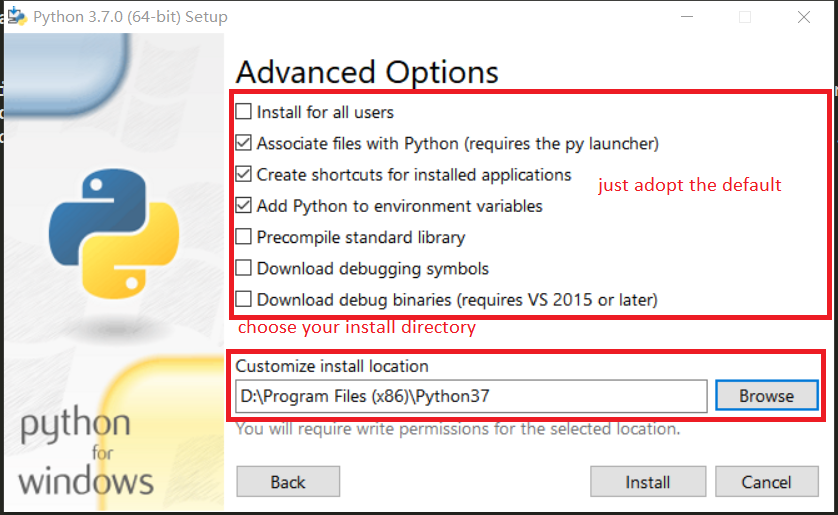 Python 3.7.0 (64-bit) Setup
Advanced Options
Install for all users
Associate files with Python (requires the py launcher)
Create shortcuts for installed applications
just adopt the default
Add Python to environment variables
Precompile standard library
Download debugging symbols
Download debug binaries (requires VS 2015 or later)
choose your install directory
Customize install location
D:\Program Files (x86)\Python37
Browse
You will require write permissions for the selected location.
python
for
windows
Back
Install
Cancel